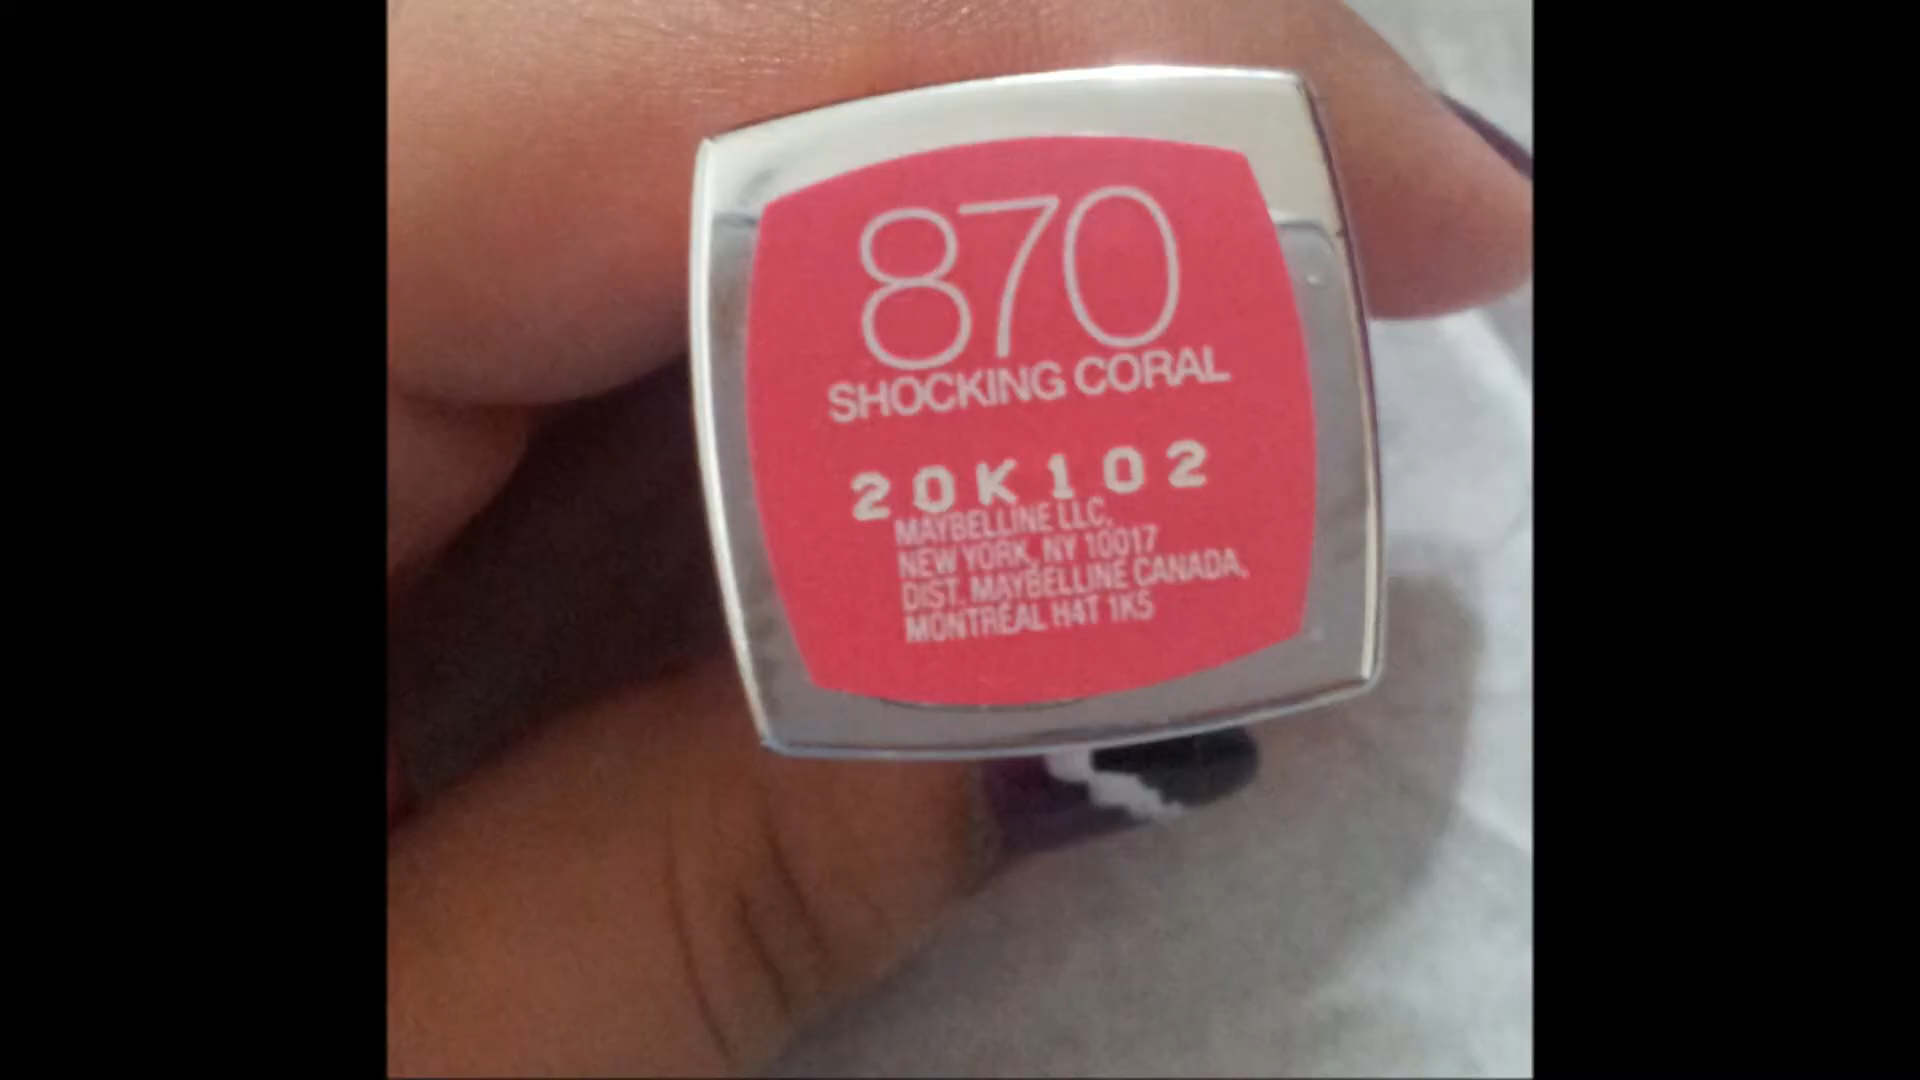 870
SHOCKING CORAL
20K102
MAYBELLINE LLC,
NEW YORK, NY 10017
DIST. MAYBELLINE CANADA,
MONTRÉAL H4T 1K5